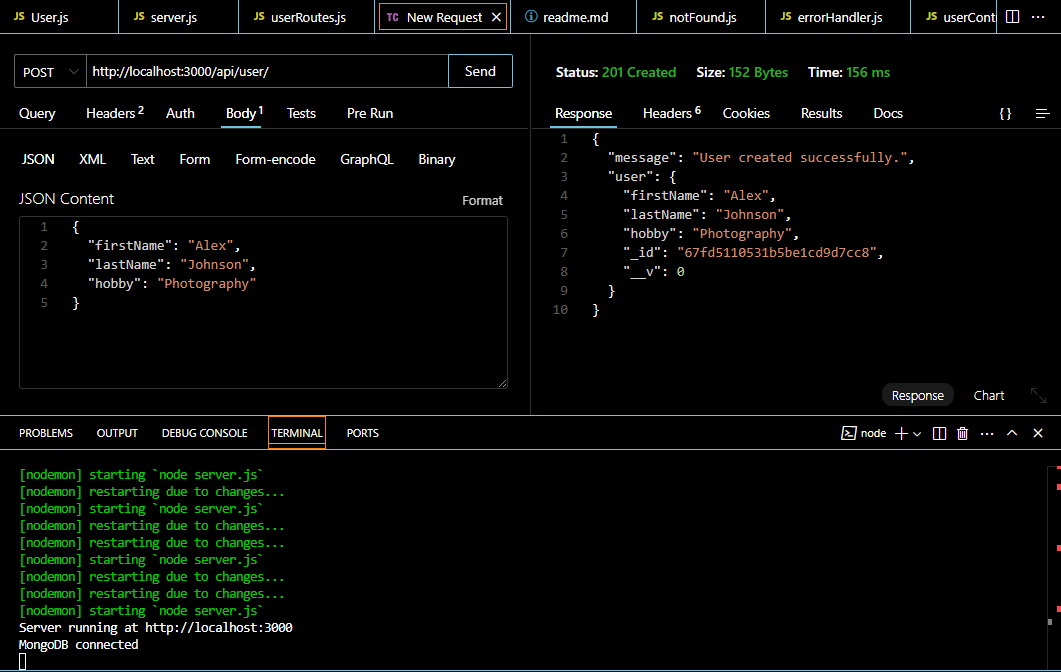 JS User.js JS server.js JS userRoutes.js TC New Request JS notFound.js readme.md JS errorHandler.js JS userCont
POST http://localhost:3000/api/user/ Send
Query Headers 2 Auth Body 1 Tests Pre Run
JSON XML Text Form Form-encode GraphQL Binary
JSON Content Format
1 {
2 "firstName": "Alex",
3 "lastName": "Johnson",
4 "hobby": "Photography"
5 }
Status: 201 Created Size: 152 Bytes Time: 156 ms
Response Headers 6 Cookies Results Docs {}
1 {
2 "message": "User created successfully.",
3 "user": {
4 "firstName": "Alex",
5 "lastName": "Johnson",
6 "hobby": "Photography",
7 "_id": "67fd5110531b5be1cd9d7cc8",
8 "__v": 0
9 }
10 }
Response Chart
PROBLEMS OUTPUT DEBUG CONSOLE TERMINAL PORTS node
[nodemon] starting `node server.js`
[nodemon] restarting due to changes...
[nodemon] starting `node server.js`
[nodemon] restarting due to changes...
[nodemon] restarting due to changes...
[nodemon] starting `node server.js`
[nodemon] restarting due to changes...
[nodemon] restarting due to changes...
[nodemon] starting `node server.js`
Server running at http://localhost:3000
MongoDB connected